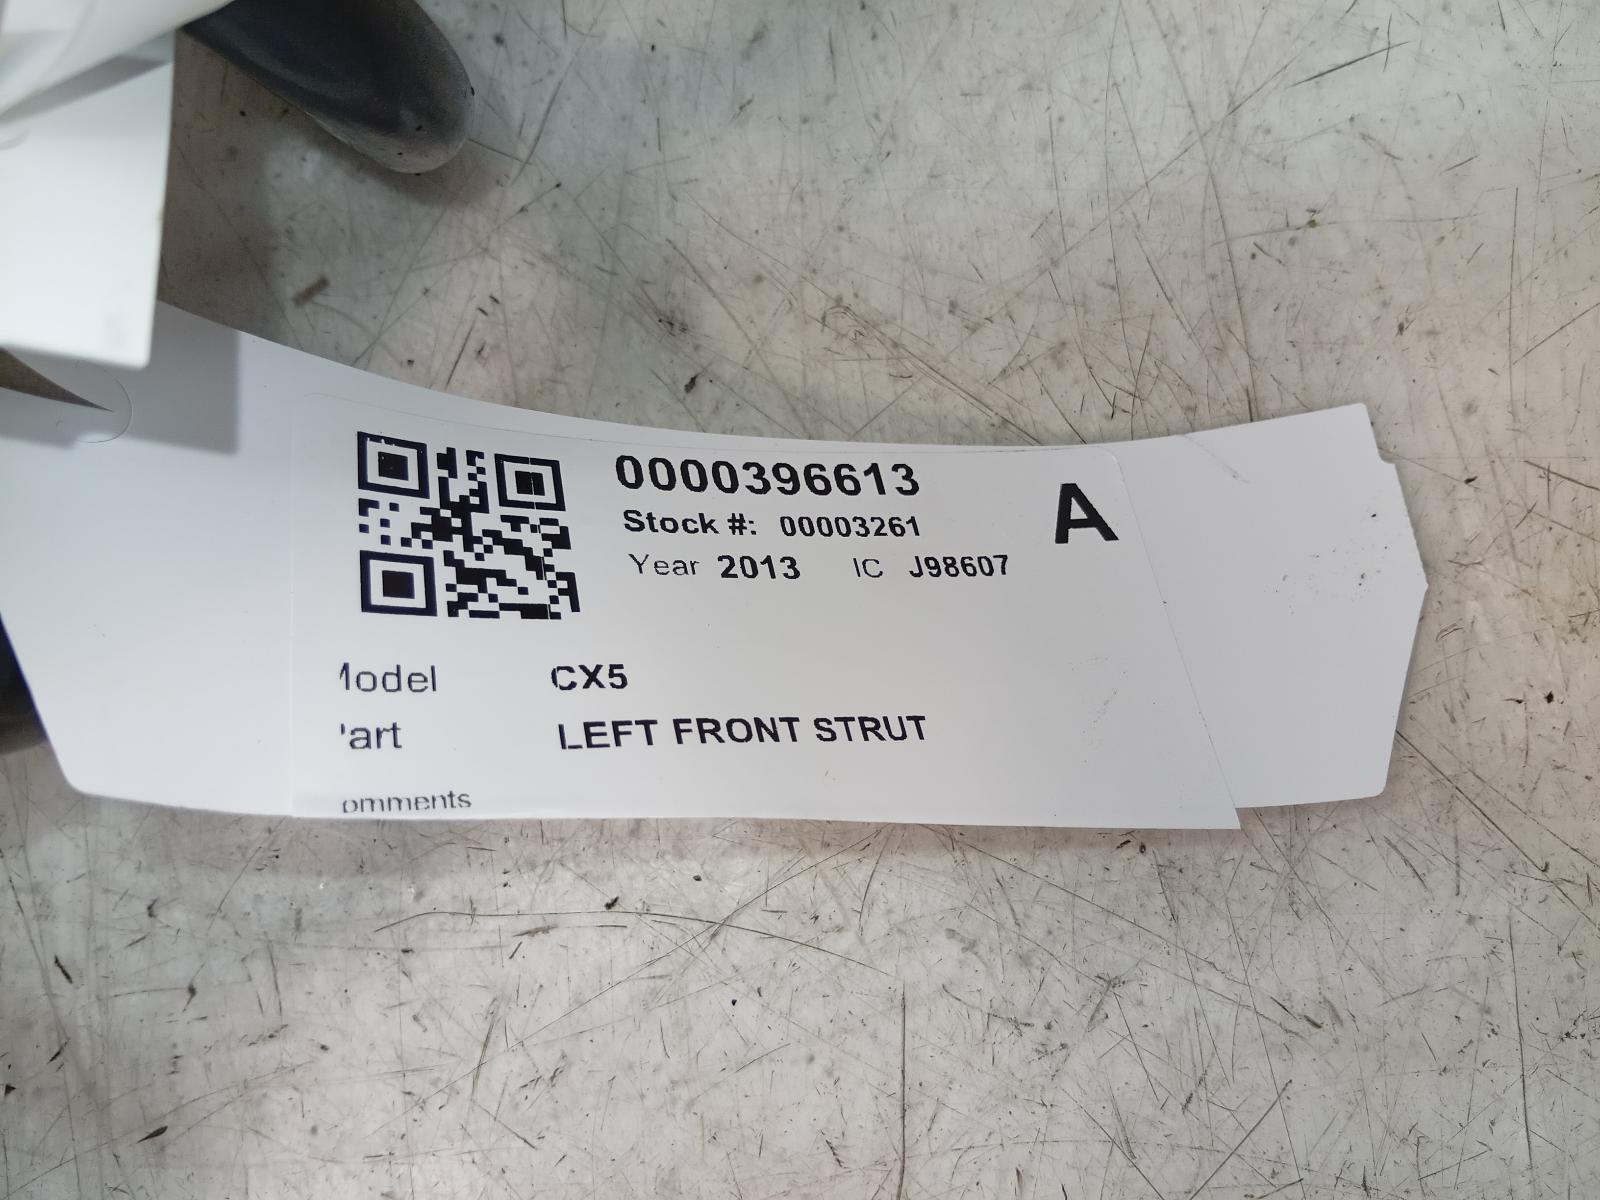 0000396613
A
Stock #: 00003261
Year 2013 IC J98607
Model CX5
Part LEFT FRONT STRUT
omments